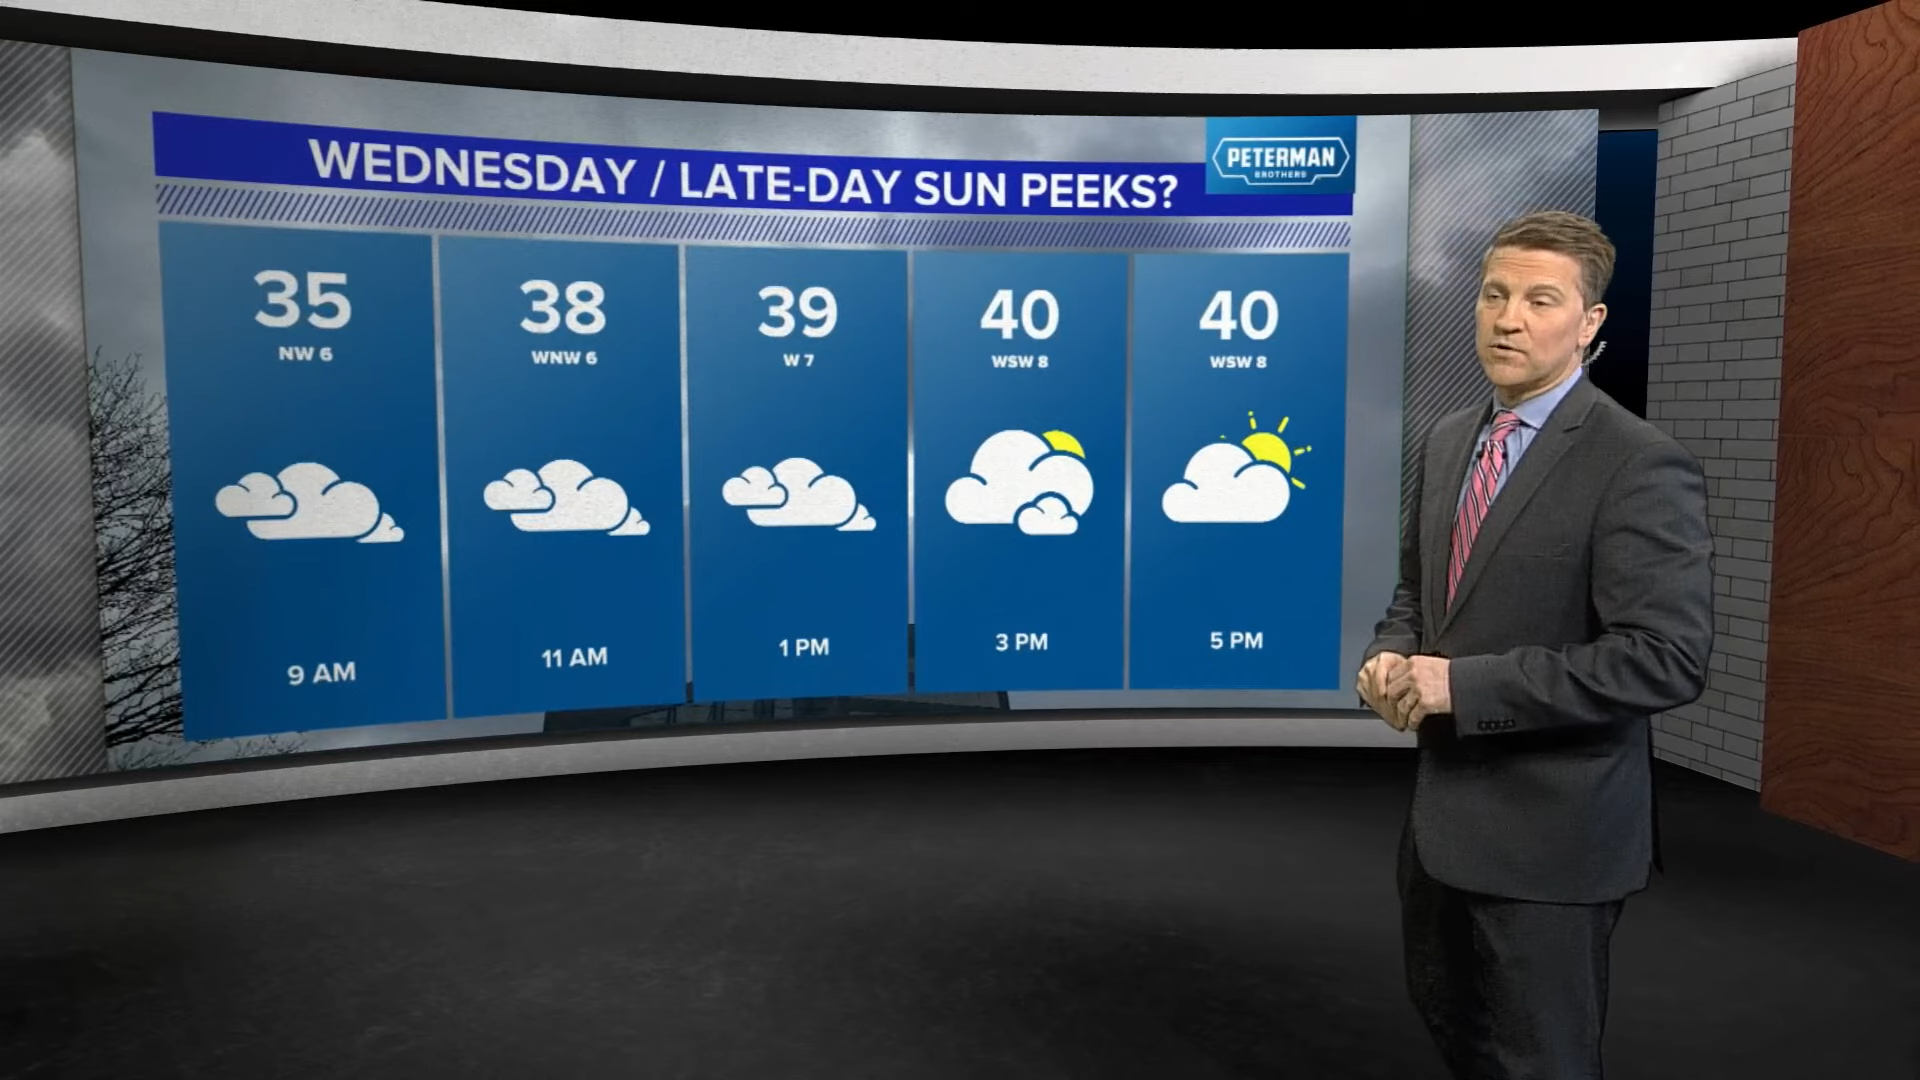 WEDNESDAY / LATE-DAY SUN PEEKS?
PETERMAN
BROTHERS
35
NW 6
9 AM
38
WNW 6
11 AM
39
W 7
1 PM
40
WSW 8
3 PM
40
WSW 8
5 PM